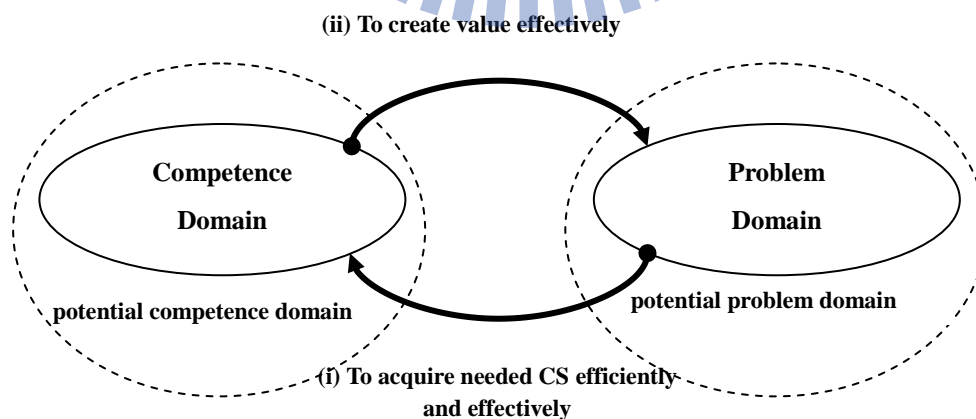 (ii) To create value effectively
Competence
Domain
Problem
Domain
potential competence domain
potential problem domain
(i) To acquire needed CS efficiently
and effectively